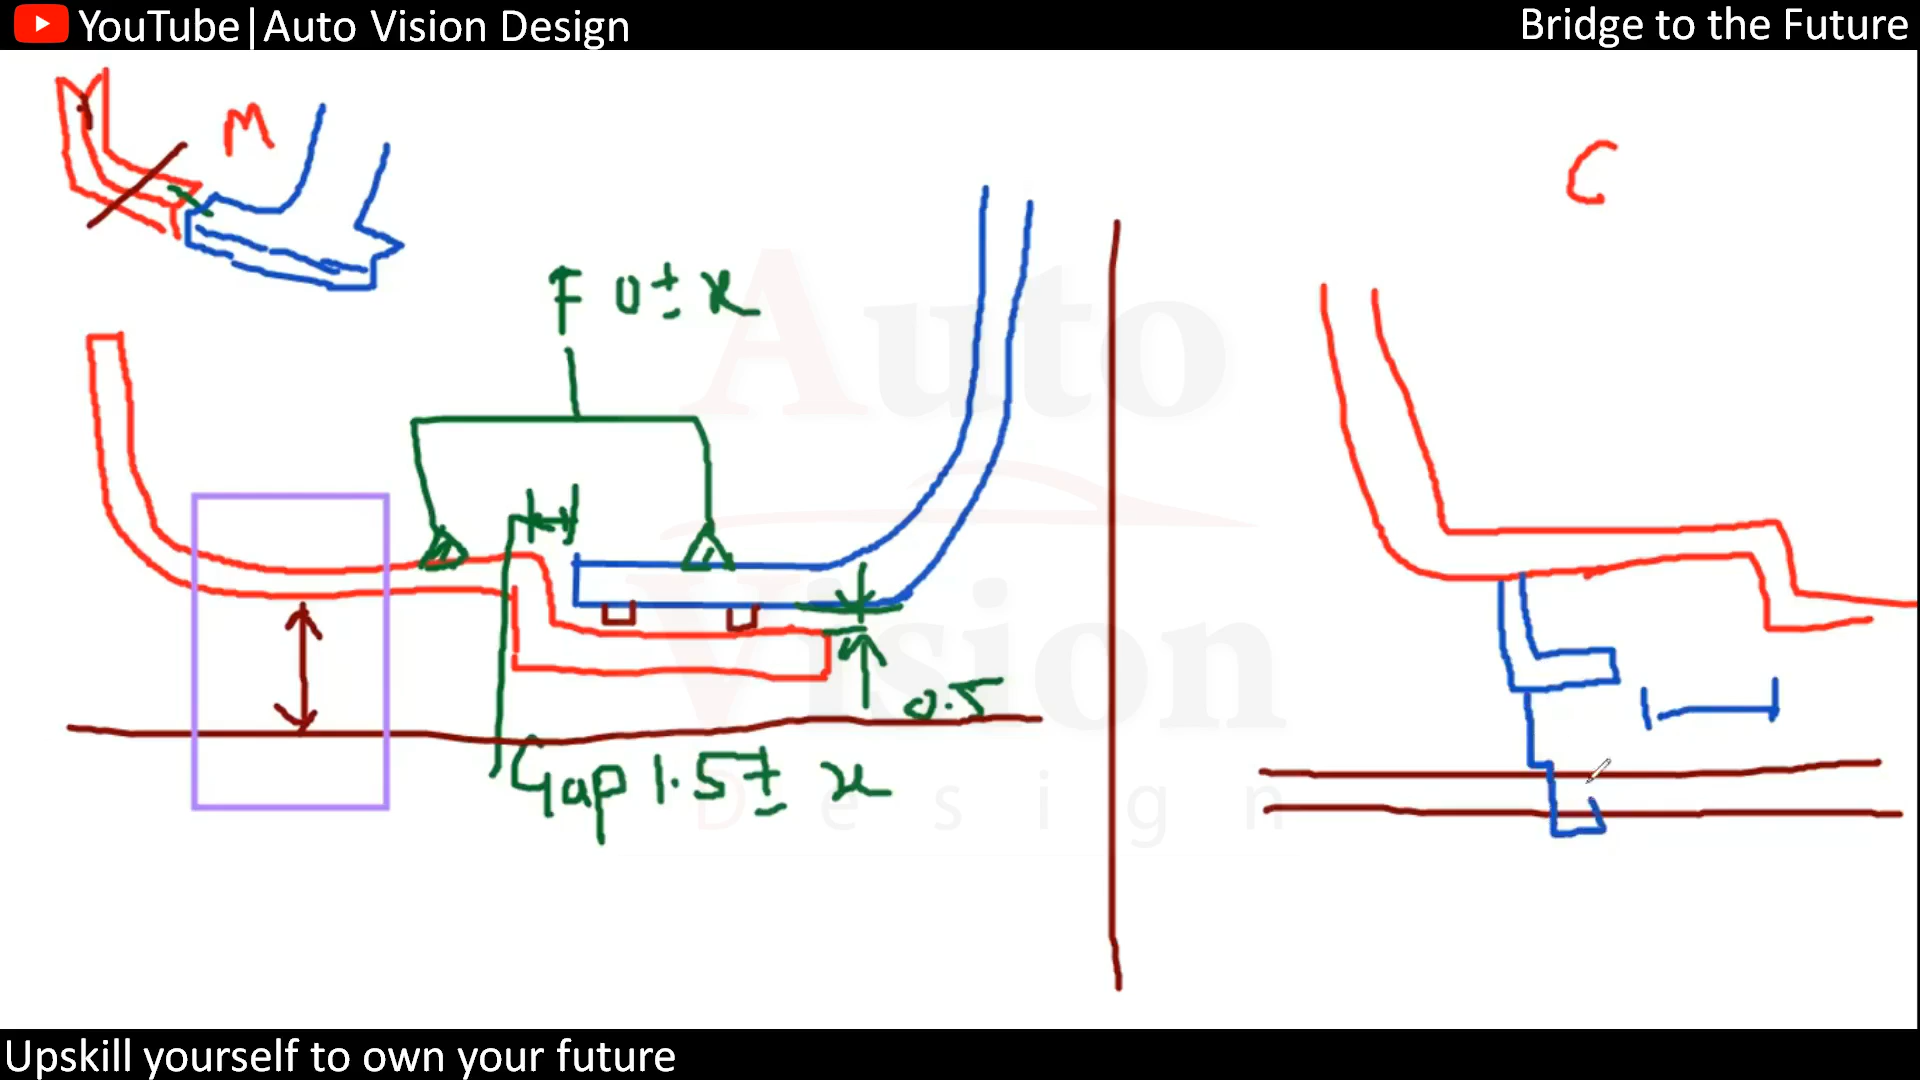 YouTube|Auto Vision Design
Bridge to the Future
M
C
F 0 ± x
Auto
Vision
Design
0.5
Gap 1.5 ± x
Upskill yourself to own your future